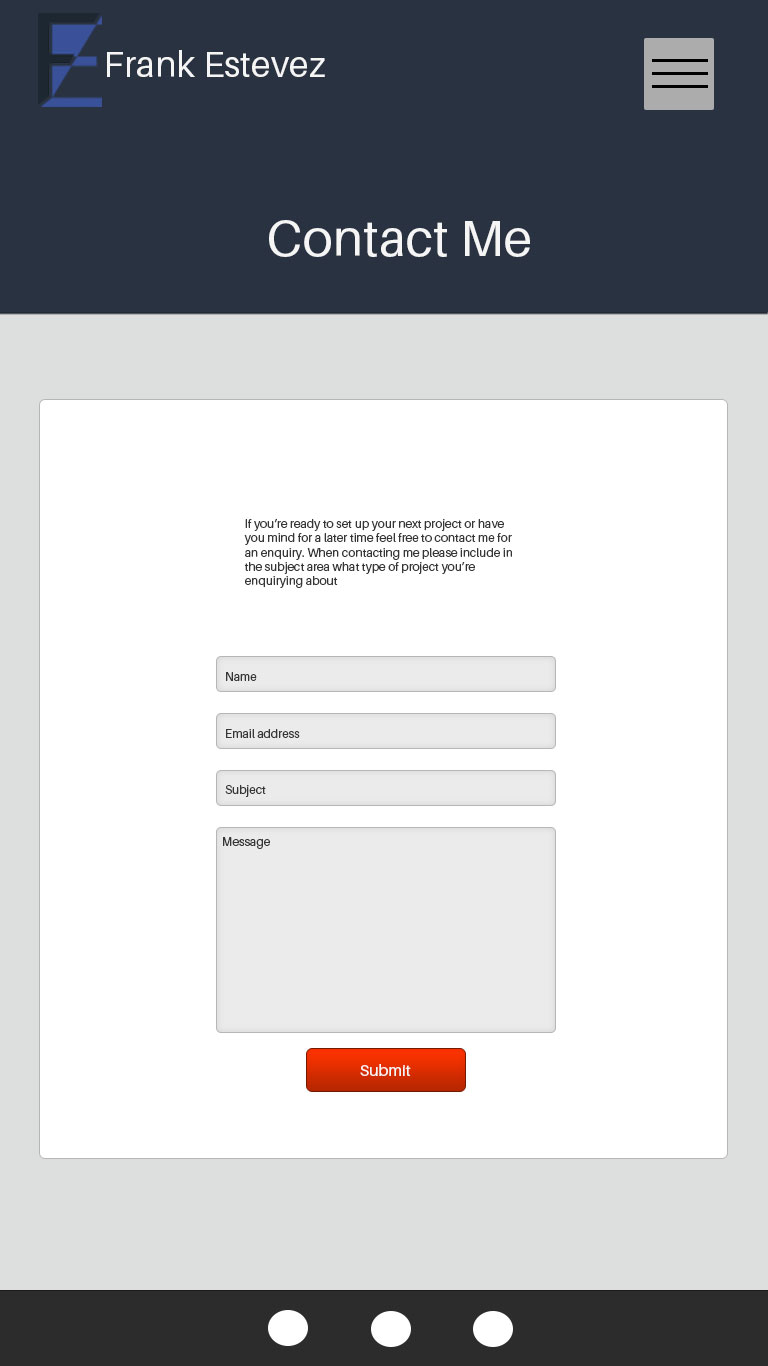 Frank Estevez
Contact Me
If you’re ready to set up your next project or have
you mind for a later time feel free to contact me for
an enquiry. When contacting me please include in
the subject area what type of project you’re
enquirying about
Name
Email address
Subject
Message
Submit